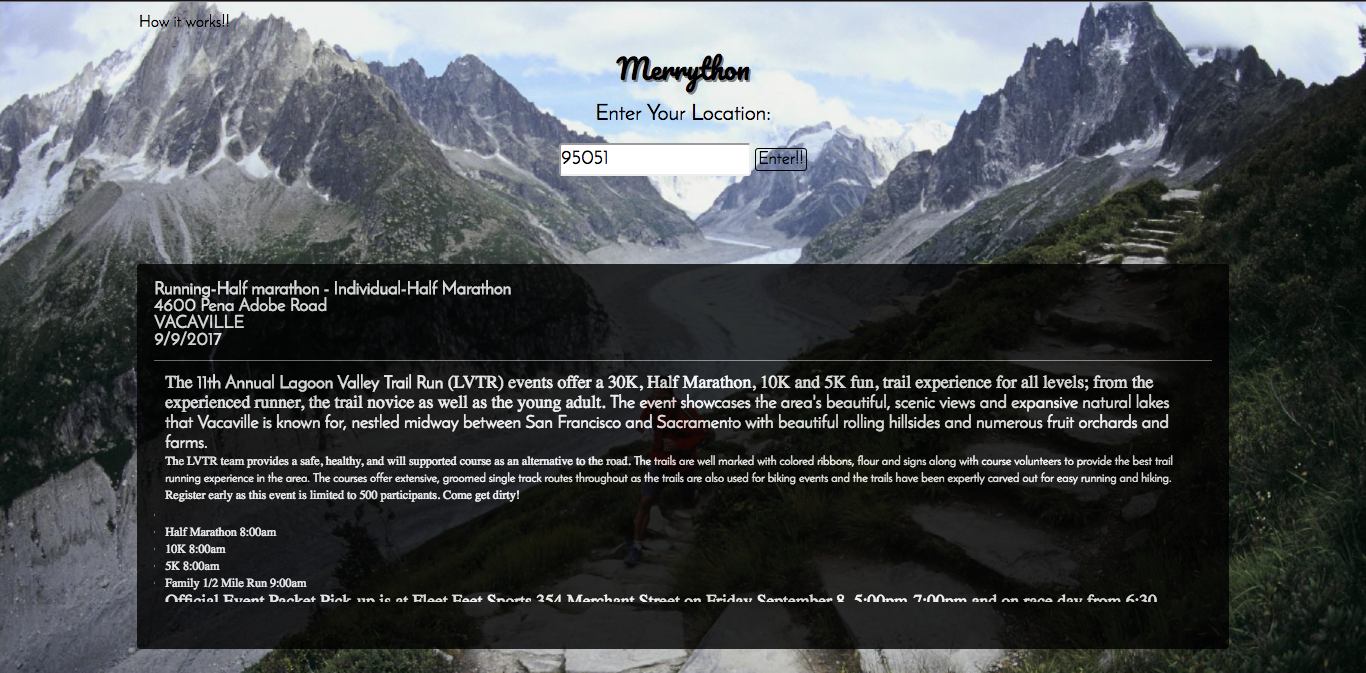 How it works!!
Merrython
Enter Your Location:
95051 Enter!!
Running-Half marathon - Individual-Half Marathon
4600 Pena Adobe Road
VACAVILLE
9/9/2017
The 11th Annual Lagoon Valley Trail Run (LVTR) events offer a 30K, Half Marathon, 10K and 5K fun, trail experience for all levels; from the
experienced runner, the trail novice as well as the young adult. The event showcases the area's beautiful, scenic views and expansive natural lakes
that Vacaville is known for, nestled midway between San Francisco and Sacramento with beautiful rolling hillsides and numerous fruit orchards and
farms.
The LVTR team provides a safe, healthy, and will supported course as an alternative to the road. The trails are well marked with colored ribbons, flour and signs along with course volunteers to provide the best trail
running experience in the area. The courses offer extensive, groomed single track routes throughout as the trails are also used for biking events and the trails have been expertly carved out for easy running and hiking.
Register early as this event is limited to 500 participants. Come get dirty!
Half Marathon 8:00am
10K 8:00am
5K 8:00am
Family 1/2 Mile Run 9:00am
Official Event Packet Pick-up is at Fleet Feet Sports 354 Merchant Street on Friday September 8, 5:00pm-7:00pm and on race day from 6:30